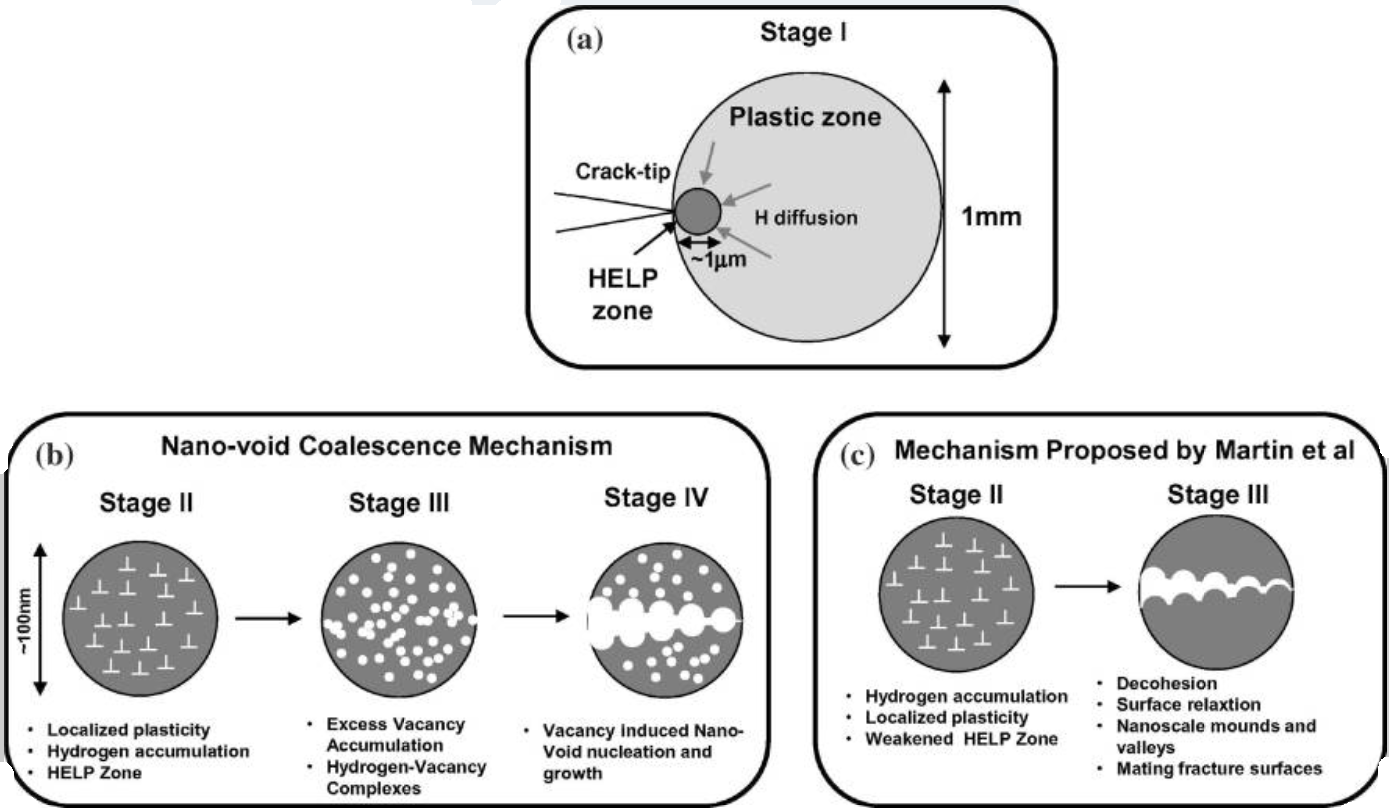 (a)
Stage I
Plastic zone
Crack-tip
H diffusion
1mm
~1μm
HELP
zone
(b)
Nano-void Coalescence Mechanism
Stage II
Stage III
Stage IV
~100nm
• Localized plasticity
• Hydrogen accumulation
• HELP Zone
• Excess Vacancy
Accumulation
• Hydrogen-Vacancy
Complexes
• Vacancy induced Nano-
Void nucleation and
growth
(c)
Mechanism Proposed by Martin et al
Stage II
Stage III
• Hydrogen accumulation
• Localized plasticity
• Weakened HELP Zone
• Decohesion
• Surface relaxtion
• Nanoscale mounds and
valleys
• Mating fracture surfaces